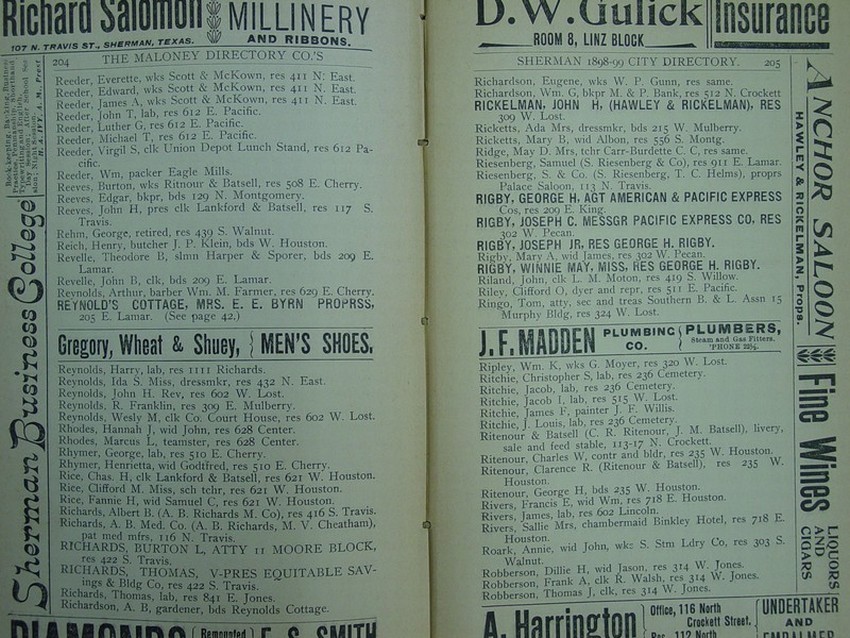 Richard Salomon
MILLINERY
AND RIBBONS.
107 N. TRAVIS ST., SHERMAN, TEXAS.
204 THE MALONEY DIRECTORY CO.'S
Reeder, Everette, wks Scott & McKown, res 411 N. East.
Reeder, Edward, wks Scott & McKown, res 411 N. East.
Reeder, James A, wks Scott & McKown, res 411 N. East.
Reeder, John T, lab, res 612 E. Pacific.
Reeder, Luther G, res 612 E. Pacific.
Reeder, Michael T, res 612 E. Pacific.
Reeder, Virgil S, clk Union Depot Lunch Stand, res 612 Pa-
cific.
Reeder, Wm, packer Eagle Mills.
Reeves, Burton, wks Ritnour & Batsell, res 508 E. Cherry.
Reeves, Edgar, bkpr, bds 129 N. Montgomery.
Reeves, John H, pres clk Lankford & Batsell, res 117 S.
Travis.
Rehm, George, retired, res 439 S. Walnut.
Reich, Henry, butcher J. P. Klein, bds W. Houston.
Revelle, Theodore B, slmn Harper & Sporer, bds 209 E.
Lamar.
Revelle, John B, clk, bds 209 E. Lamar.
Reynolds, Arthur, barber Wm. M. Farmer, res 629 E. Cherry.
REYNOLD'S COTTAGE, MRS. E. E. BYRN PROPRSS,
205 E. Lamar. (See page 42.)
Gregory, Wheat & Shuey, MEN'S SHOES.
Reynolds, Harry, lab, res 1111 Richards.
Reynolds, Ida S. Miss, dressmkr, res 432 N. East.
Reynolds, John H. Rev, res 602 W. Lost.
Reynolds, R. Franklin, res 309 E. Mulberry.
Reynolds, Wesly M, clk Co. Court House, res 602 W. Lost.
Rhodes, Hannah J, wid John, res 628 Center.
Rhodes, Marcus L, teamster, res 628 Center.
Rhymer, George, lab, res 510 E. Cherry.
Rhymer, Henrietta, wid Godtfred, res 510 E. Cherry.
Rice, Chas. H, clk Lankford & Batsell, res 621 W. Houston.
Rice, Clifford M. Miss, sch tchr, res 621 W. Houston.
Rice, Fannie H, wid Samuel C, res 621 W. Houston.
Richards, Albert B. (A. B. Richards M. Co), res 416 S. Travis.
Richards, A. B. Med. Co. (A. B. Richards, M. V. Cheatham),
pat med mfrs, 116 N. Travis.
RICHARDS, BURTON L, ATTY 11 MOORE BLOCK,
res 422 S. Travis.
RICHARDS, THOMAS, V-PRES EQUITABLE SAV-
ings & Bldg Co, res 422 S. Travis.
Richards, Thomas, lab, res 841 E. Jones.
Richardson, A. B, gardener, bds Reynolds Cottage.
DIAMONDS
Remounted
E. S. SMITH
Sherman Business College
D. W. Gulick
Insurance
ROOM 8, LINZ BLOCK
SHERMAN 1898-99 CITY DIRECTORY. 205
Richardson, Eugene, wks W. P. Gunn, res same.
Richardson, Wm. G, bkpr M. & P. Bank, res 512 N. Crockett
RICKELMAN, JOHN H, (HAWLEY & RICKELMAN), RES
309 W. Lost.
Ricketts, Ada Mrs, dressmkr, bds 215 W. Mulberry.
Ricketts, Mary B, wid Albon, res 556 S. Montg.
Ridge, May D. Mrs, tchr Carr-Burdette C. C, res same.
Riesenberg, Samuel (S. Riesenberg & Co), res 911 E. Lamar.
Riesenberg, S. & Co. (S. Riesenberg, T. C. Helms), proprs
Palace Saloon, 113 N. Travis.
RIGBY, GEORGE H, AGT AMERICAN & PACIFIC EXPRESS
Cos, res 209 E. King.
RIGBY, JOSEPH C. MESSGR PACIFIC EXPRESS CO, RES
302 W. Pecan.
RIGBY, JOSEPH JR, RES GEORGE H. RIGBY.
Rigby, Mary A, wid James, res 302 W. Pecan.
RIGBY, WINNIE MAY, MISS, RES GEORGE H. RIGBY.
Riland, John, clk L. M. Moton, res 419 S. Willow.
Riley, Clifford O, dyer and repr, res 511 E. Pacific.
Ringo, Tom, atty, sec and treas Southern B. & L. Assn 15
Murphy Bldg, res 324 W. Lost.
J. F. MADDEN PLUMBING CO. PLUMBERS,
Steam and Gas Fitters.
Ripley, Wm. K, wks G. Moyer, res 320 W. Lost.
Ritchie, Christopher S, lab, res 236 Cemetery.
Ritchie, Jacob, lab, res 236 Cemetery.
Ritchie, Jacob I, lab, res 515 W. Lost.
Ritchie, James F, painter J. F. Willis.
Ritchie, J. Louis, lab, res 236 Cemetery.
Ritenour & Batsell (C. R. Ritenour, J. M. Batsell), livery,
sale and feed stable, 113-17 N. Crockett.
Ritenour, Charles W, contr and bldr, res 235 W. Houston.
Ritenour, Clarence R. (Ritenour & Batsell), res 235 W.
Houston.
Ritenour, George H, bds 235 W. Houston.
Rivers, Francis E, wid Wm, res 718 E. Houston.
Rivers, James, lab, res 602 Lincoln.
Rivers, Sallie Mrs, chambermaid Binkley Hotel, res 718 E.
Houston.
Roark, Annie, wid John, wks S. Stm Ldry Co, res 303 S.
Walnut.
Robberson, Dillie H, wid Jason, res 314 W. Jones.
Robberson, Frank A, clk R. Walsh, res 314 W. Jones.
Robberson, Thomas J, clk, res 314 W. Jones.
A. Harrington
Office, 116 North
Crockett Street.
UNDERTAKER
AND
ANCHOR SALOON
HAWLEY & RICKELMAN, Props.
Fine Wines
LIQUORS
AND
CIGARS